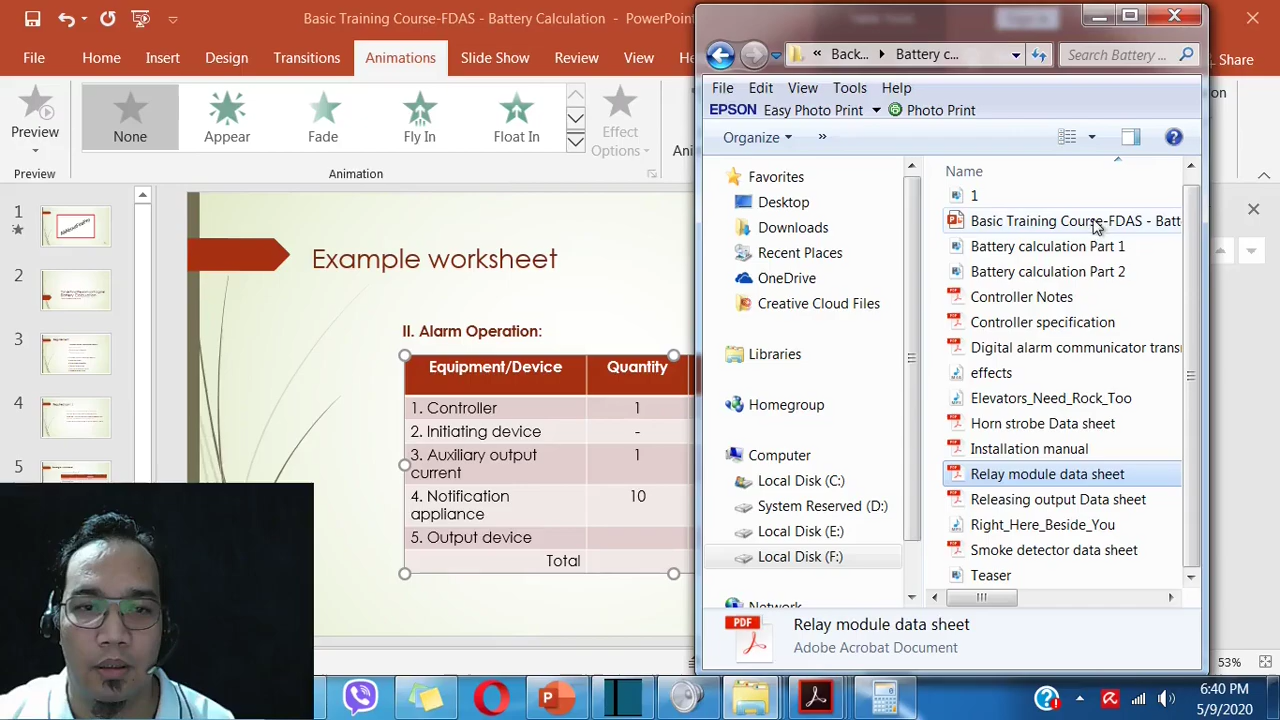 Basic Training Course-FDAS - Battery Calculation - PowerPoint
File Home Insert Design Transitions Animations Slide Show Review View He
Share
Preview
Preview
None
Appear
Fade
Fly In
Float In
Effect
Options
Ani
Animation
1
2
3
4
5
Example worksheet
II. Alarm Operation:
Equipment/Device Quantity
1. Controller 1
2. Initiating device -
3. Auxiliary output current 1
4. Notification appliance 10
5. Output device
Total
« Back... Battery c...
Search Battery ...
File Edit View Tools Help
EPSON Easy Photo Print Photo Print
Organize »
Favorites
Desktop
Downloads
Recent Places
OneDrive
Creative Cloud Files
Libraries
Homegroup
Computer
Local Disk (C:)
System Reserved (D:)
Local Disk (E:)
Local Disk (F:)
Network
Name
1
Basic Training Course-FDAS - Batt
Battery calculation Part 1
Battery calculation Part 2
Controller Notes
Controller specification
Digital alarm communicator trans
effects
Elevators_Need_Rock_Too
Horn strobe Data sheet
Installation manual
Relay module data sheet
Releasing output Data sheet
Right_Here_Beside_You
Smoke detector data sheet
Teaser
PDF
Relay module data sheet
Adobe Acrobat Document
53%
6:40 PM
5/9/2020